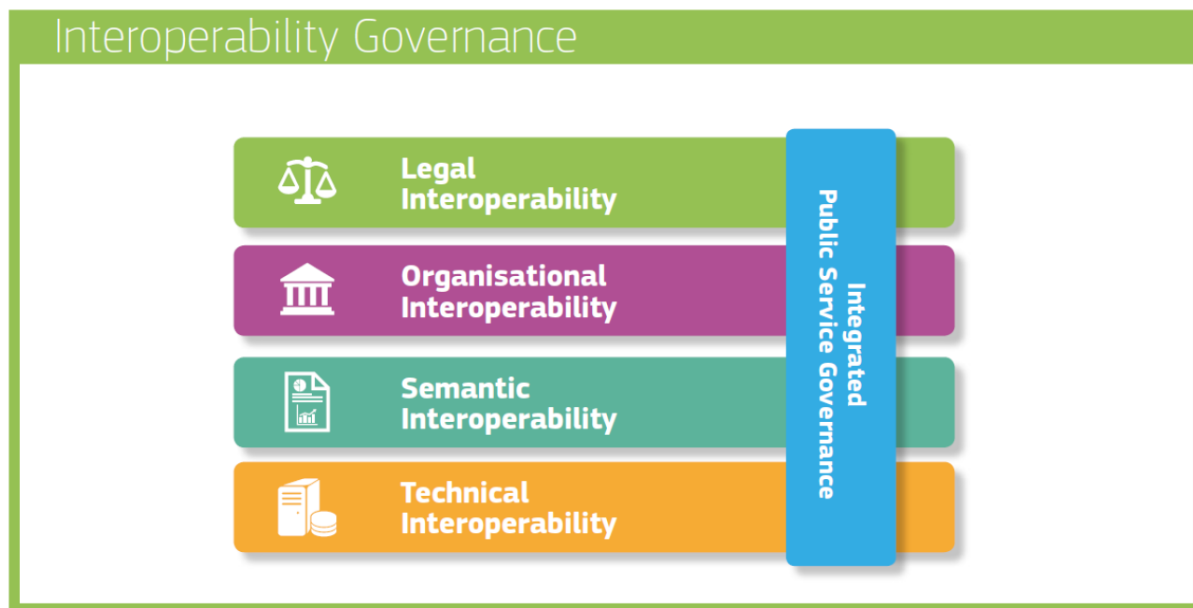 Interoperability Governance
Legal
Interoperability
Organisational
Interoperability
Semantic
Interoperability
Technical
Interoperability
Integrated
Public Service Governance